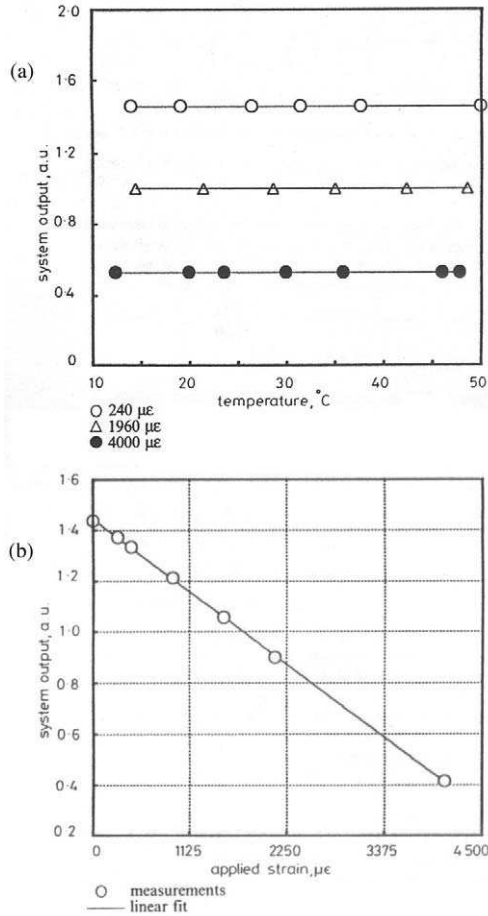 (a)
system output, a.u.
2·0
1·6
1·2
0·8
0·4
0
10 20 30 40 50
temperature, °C
○ 240 µε
△ 1960 µε
● 4000 µε
(b)
system output, a u.
1·6
1·4
1·2
1·0
0·8
0·6
0·4
0 2
0 1125 2250 3375 4 500
applied strain, µε
○ measurements
— linear fit